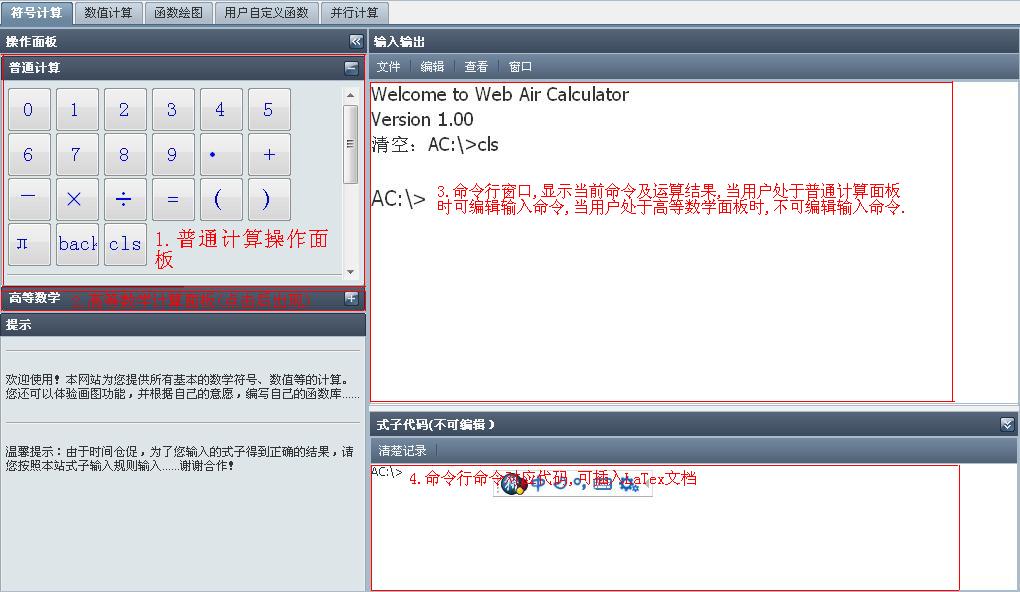 符号计算 数值计算 函数绘图 用户自定义函数 并行计算
操作面板
普通计算
0 1 2 3 4 5
6 7 8 9 • +
− × ÷ = ( )
π back cls
1.普通计算操作面
板
高等数学 2.高等数学计算面板(点击后出现)
提示
欢迎使用！本网站为您提供所有基本的数学符号、数值等的计算。
您还可以体验画图功能，并根据自己的意愿，编写自己的函数库......
温馨提示：由于时间仓促，为了您输入的式子得到正确的结果，请
您按照本站式子输入规则输入......谢谢合作！
输入输出
文件 编辑 查看 窗口
Welcome to Web Air Calculator
Version 1.00
清空：AC:\>cls
AC:\>
3.命令行窗口,显示当前命令及运算结果,当用户处于普通计算面板
时可编辑输入命令,当用户处于高等数学面板时,不可编辑输入命令.
式子代码(不可编辑)
清楚记录
AC:\>
4.命令行命令对应代码,可插入LaTex文档
中